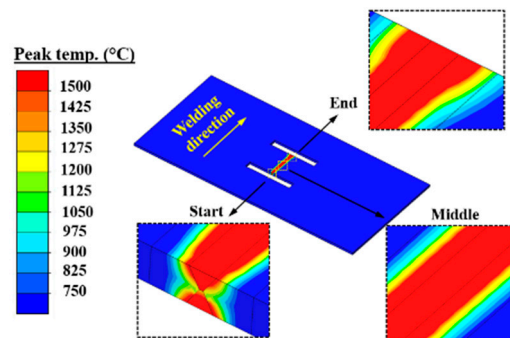 Peak temp. (°C)
1500
1425
1350
1275
1200
1125
1050
975
900
825
750
Welding
direction
End
Start
Middle